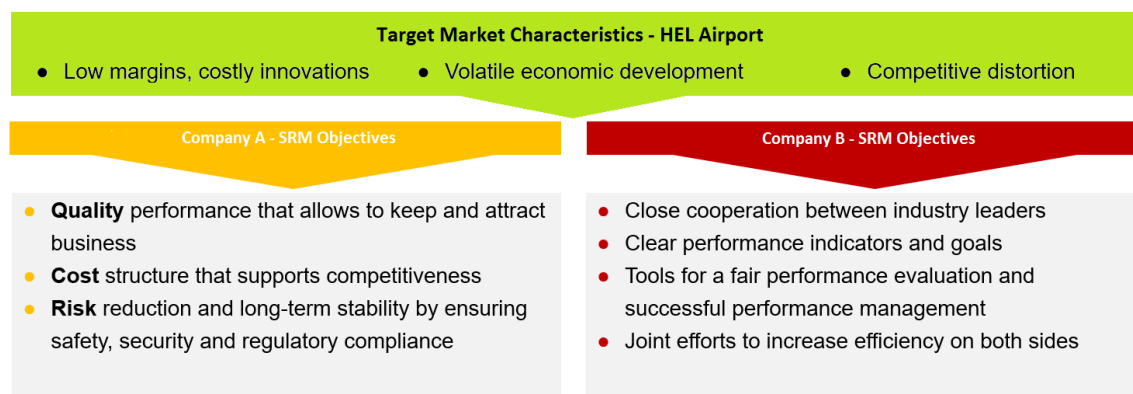 Target Market Characteristics - HEL Airport
● Low margins, costly innovations ● Volatile economic development ● Competitive distortion
Company A - SRM Objectives
● Quality performance that allows to keep and attract
business
● Cost structure that supports competitiveness
● Risk reduction and long-term stability by ensuring
safety, security and regulatory compliance
Company B - SRM Objectives
● Close cooperation between industry leaders
● Clear performance indicators and goals
● Tools for a fair performance evaluation and
successful performance management
● Joint efforts to increase efficiency on both sides